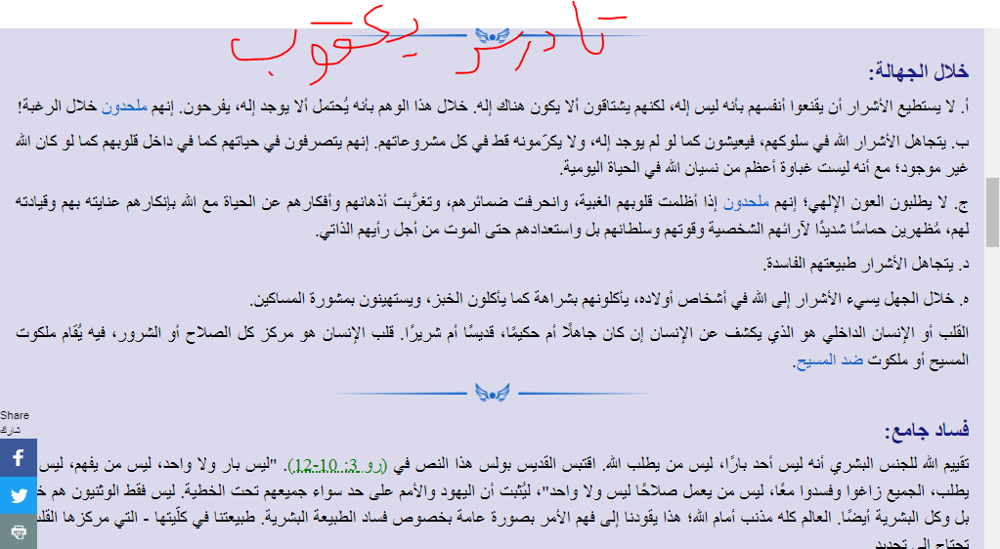 تادرس يعقوب
خلال الجهالة:
أ. لا يستطيع الأشرار أن يقنعوا أنفسهم بأنه ليس إله، لكنهم يشتاقون ألا يكون هناك إله. خلال هذا الوهم بأنه يُحتمل ألا يوجد إله، يفرحون. إنهم ملحدون خلال الرغبة!
ب. يتجاهل الأشرار الله في سلوكهم، فيعيشون كما لو لم يوجد إله، ولا يكرّمونه قط في كل مشروعاتهم. إنهم يتصرفون في حياتهم كما في داخل قلوبهم كما لو كان الله
غير موجود؛ مع أنه ليست غباوة أعظم من نسيان الله في الحياة اليومية.
ج. لا يطلبون العون الإلهي؛ إنهم ملحدون إذا أظلمت قلوبهم الغبية، وانحرفت ضمائرهم، وتغرَّبت أذهانهم وأفكارهم عن الحياة مع الله بإنكارهم عنايته بهم وقيادته
لهم، مُظهرين حماسًا شديدًا لآرائهم الشخصية وقوتهم وسلطانهم بل واستعدادهم حتى الموت من أجل رأيهم الذاتي.
د. يتجاهل الأشرار طبيعتهم الفاسدة.
ه. خلال الجهل يسيء الأشرار إلى الله في أشخاص أولاده، يأكلونهم بشراهة كما يأكلون الخبز، ويستهينون بمشورة المساكين.
القلب أو الإنسان الداخلي هو الذي يكشف عن الإنسان إن كان جاهلًا أم حكيمًا، قديسًا أم شريرًا. قلب الإنسان هو مركز كل الصلاح أو الشرور، فيه يُقام ملكوت
المسيح أو ملكوت ضد المسيح.
Share
شارك
فساد جامع:
تقييم الله للجنس البشري أنه ليس أحد بارًا، ليس من يطلب الله. اقتبس القديس بولس هذا النص في (رو 3: 10-12). "ليس بار ولا واحد، ليس من يفهم، ليس
يطلب، الجميع زاغوا وفسدوا معًا، ليس من يعمل صلاحًا ليس ولا واحد"، ليُثبت أن اليهود والأمم على حد سواء جميعهم تحت الخطية. ليس فقط الوثنيون هم
بل وكل البشرية أيضًا. العالم كله مذنب أمام الله؛ هذا يقودنا إلى فهم الأمر بصورة عامة بخصوص فساد الطبيعة البشرية. طبيعتنا في كلّيتها - التي مركزها
تحتاج إلى تجديد